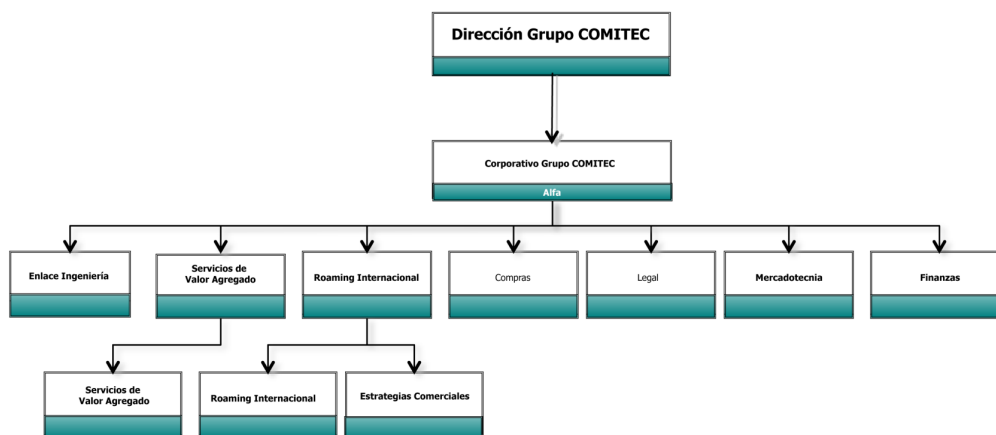 Dirección Grupo COMITEC
Corporativo Grupo COMITEC
Alfa
Enlace Ingeniería
Servicios de
Valor Agregado
Roaming Internacional
Compras
Legal
Mercadotecnia
Finanzas
Servicios de
Valor Agregado
Roaming Internacional
Estrategias Comerciales